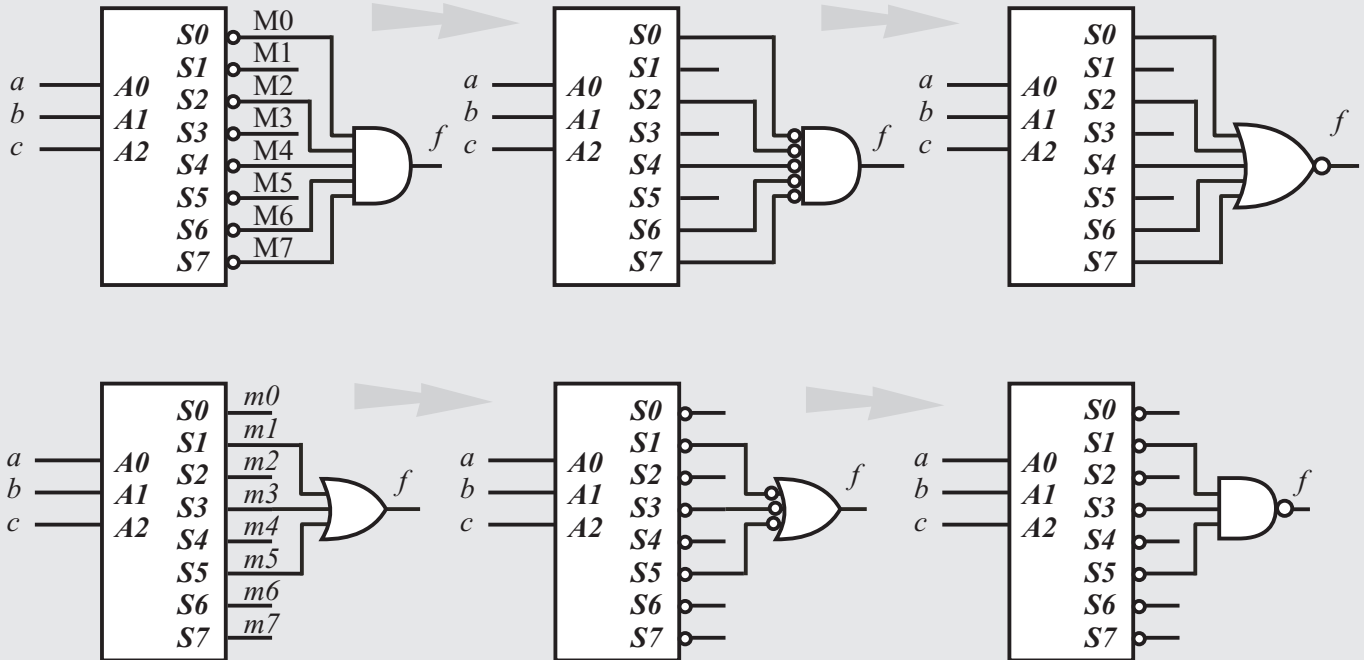 S0 M0
S1 M1
a A0 S2 M2
b A1 S3 M3
c A2 S4 M4 f
S5 M5
S6 M6
S7 M7
S0
S1
a A0 S2
b A1 S3
c A2 S4 f
S5
S6
S7
S0
S1
a A0 S2
b A1 S3
c A2 S4 f
S5
S6
S7
S0 m0
S1 m1
a A0 S2 m2
b A1 S3 m3 f
c A2 S4 m4
S5 m5
S6 m6
S7 m7
S0
S1
a A0 S2
b A1 S3 f
c A2 S4
S5
S6
S7
S0
S1
a A0 S2
b A1 S3 f
c A2 S4
S5
S6
S7